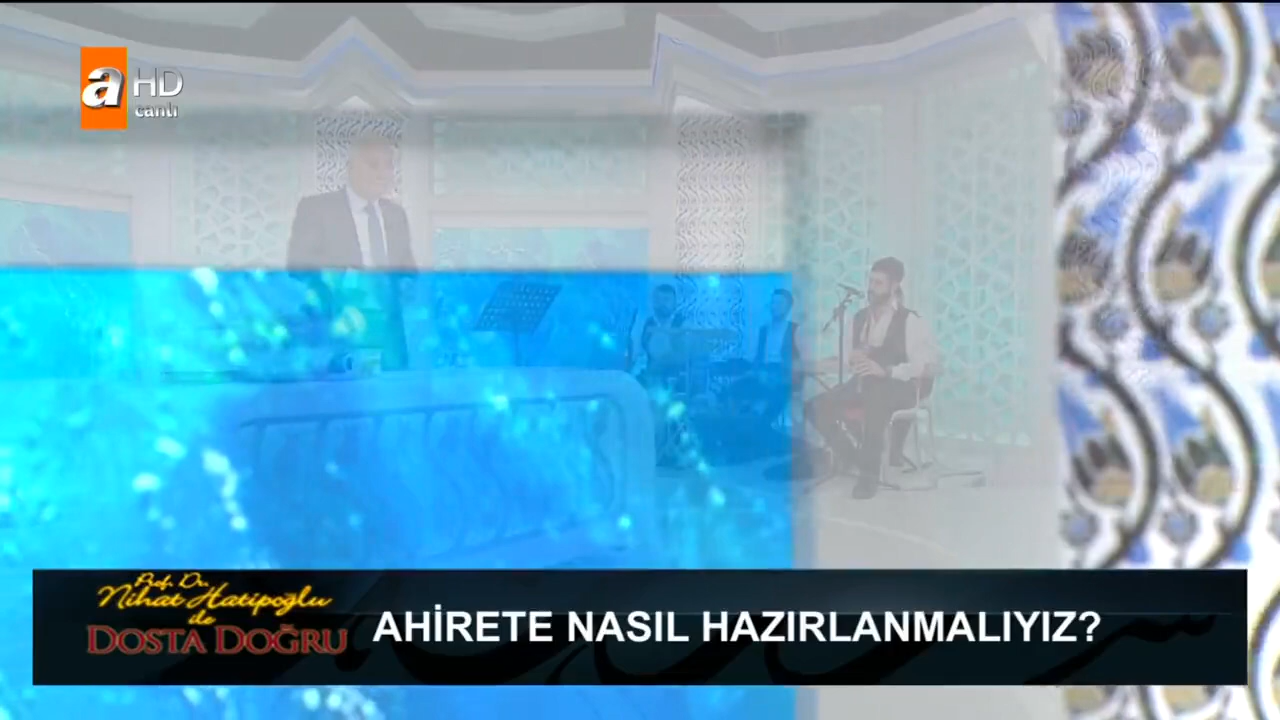 a HD
canlı
Prof. Dr.
Nihat Hatipoğlu
ile
DOSTA DOĞRU
AHİRETE NASIL HAZIRLANMALIYIZ?